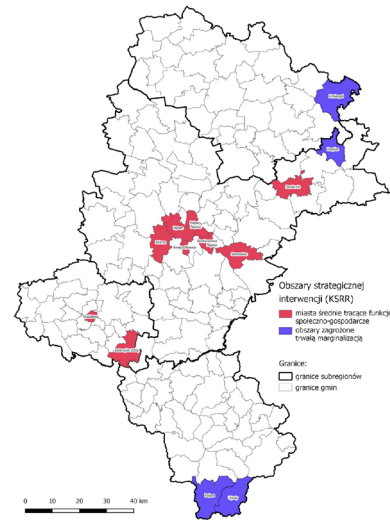 Obszary strategicznej
interwencji (KSRR)
miasta średnie tracące funkcje
społeczno-gospodarcze
obszary zagrożone
trwałą marginalizacją
Granice:
granice subregionów
granice gmin
0 10 20 30 40 km